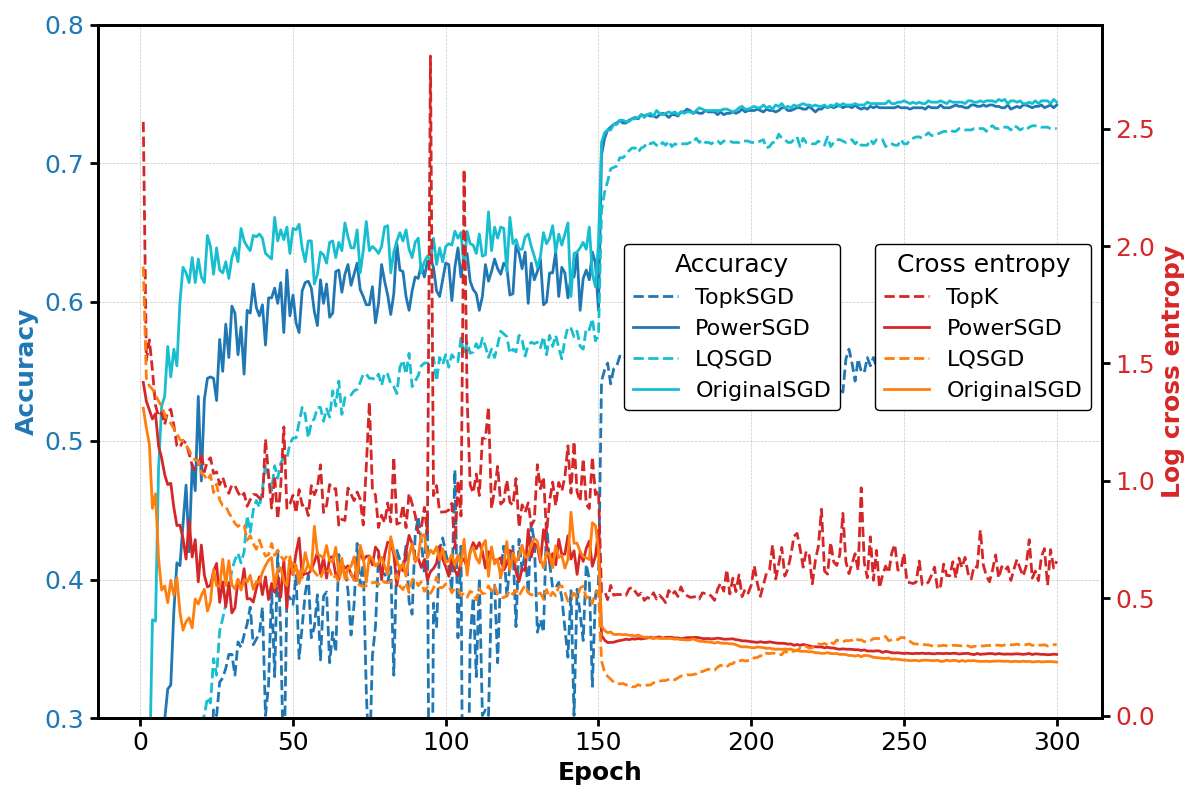 0.8
0.7
0.6
0.5
0.4
0.3
Accuracy
Accuracy
TopkSGD
PowerSGD
LQSGD
OriginalSGD
Cross entropy
TopK
PowerSGD
LQSGD
OriginalSGD
2.5
2.0
1.5
1.0
0.5
0.0
Log cross entropy
0 50 100 150 200 250 300
Epoch